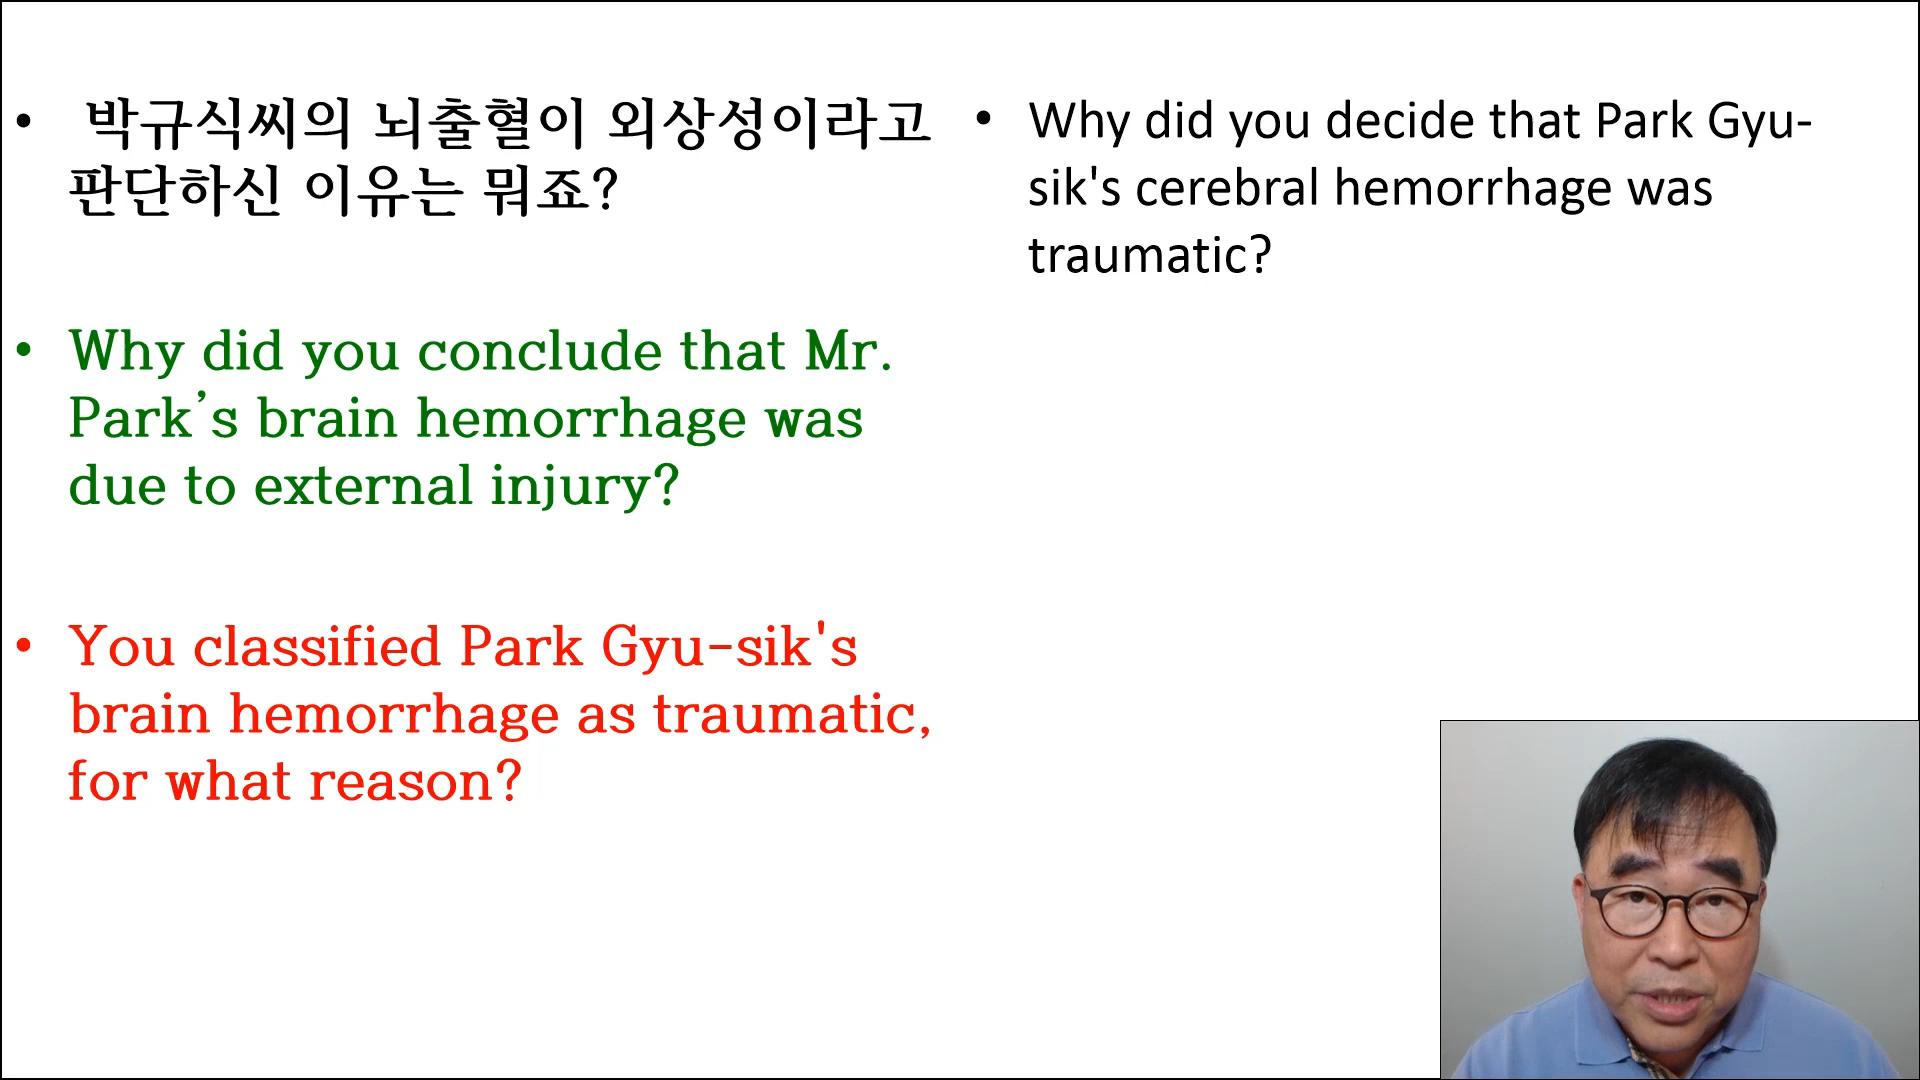 • 박규식씨의 뇌출혈이 외상성이라고
판단하신 이유는 뭐죠?
• Why did you conclude that Mr.
Park’s brain hemorrhage was
due to external injury?
• You classified Park Gyu-sik's
brain hemorrhage as traumatic,
for what reason?
• Why did you decide that Park Gyu-
sik's cerebral hemorrhage was
traumatic?